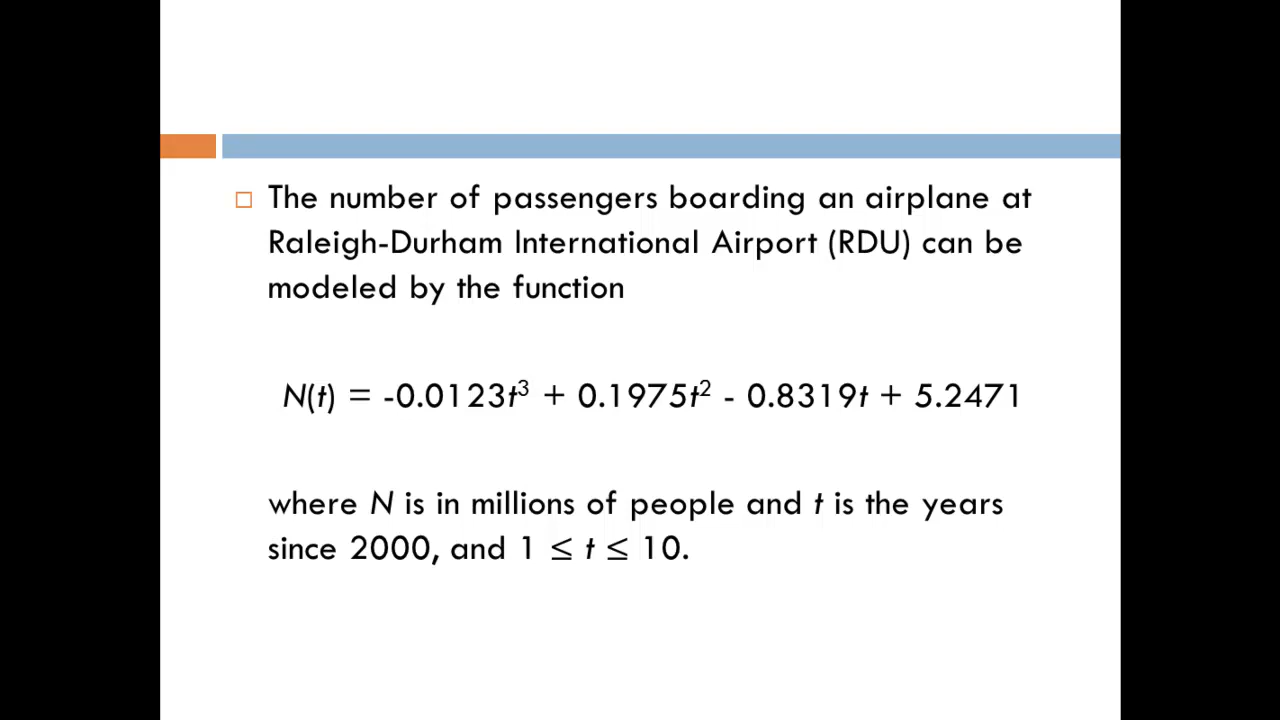 The number of passengers boarding an airplane at
Raleigh-Durham International Airport (RDU) can be
modeled by the function
N(t) = -0.0123t³ + 0.1975t² - 0.8319t + 5.2471
where N is in millions of people and t is the years
since 2000, and 1 ≤ t ≤ 10.